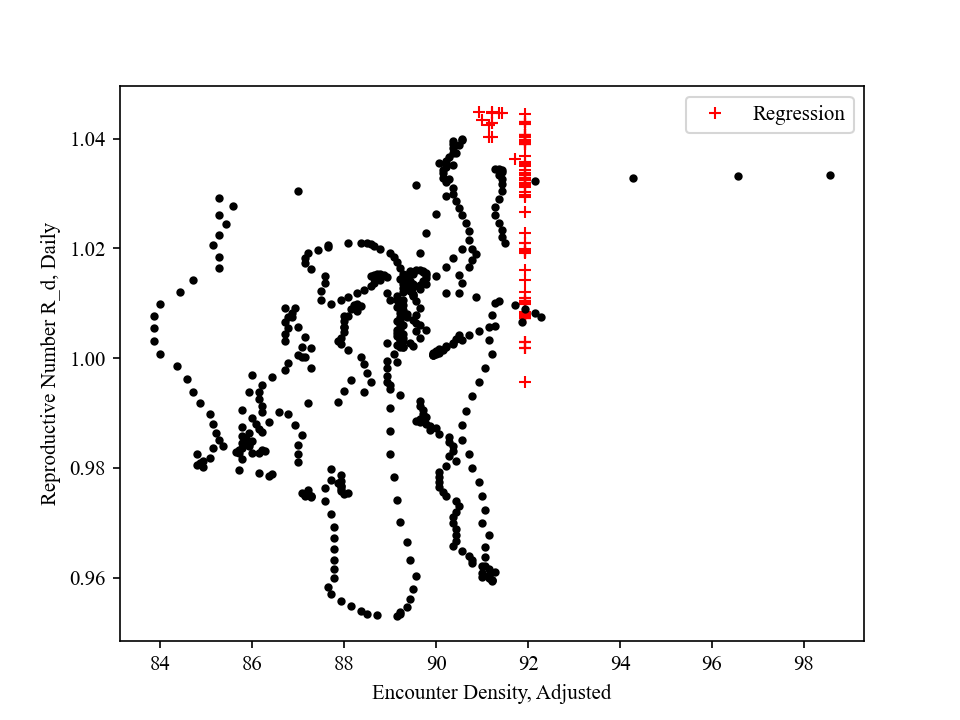 Regression
1.04
1.02
1.00
0.98
0.96
Reproductive Number R_d, Daily
84 86 88 90 92 94 96 98
Encounter Density, Adjusted